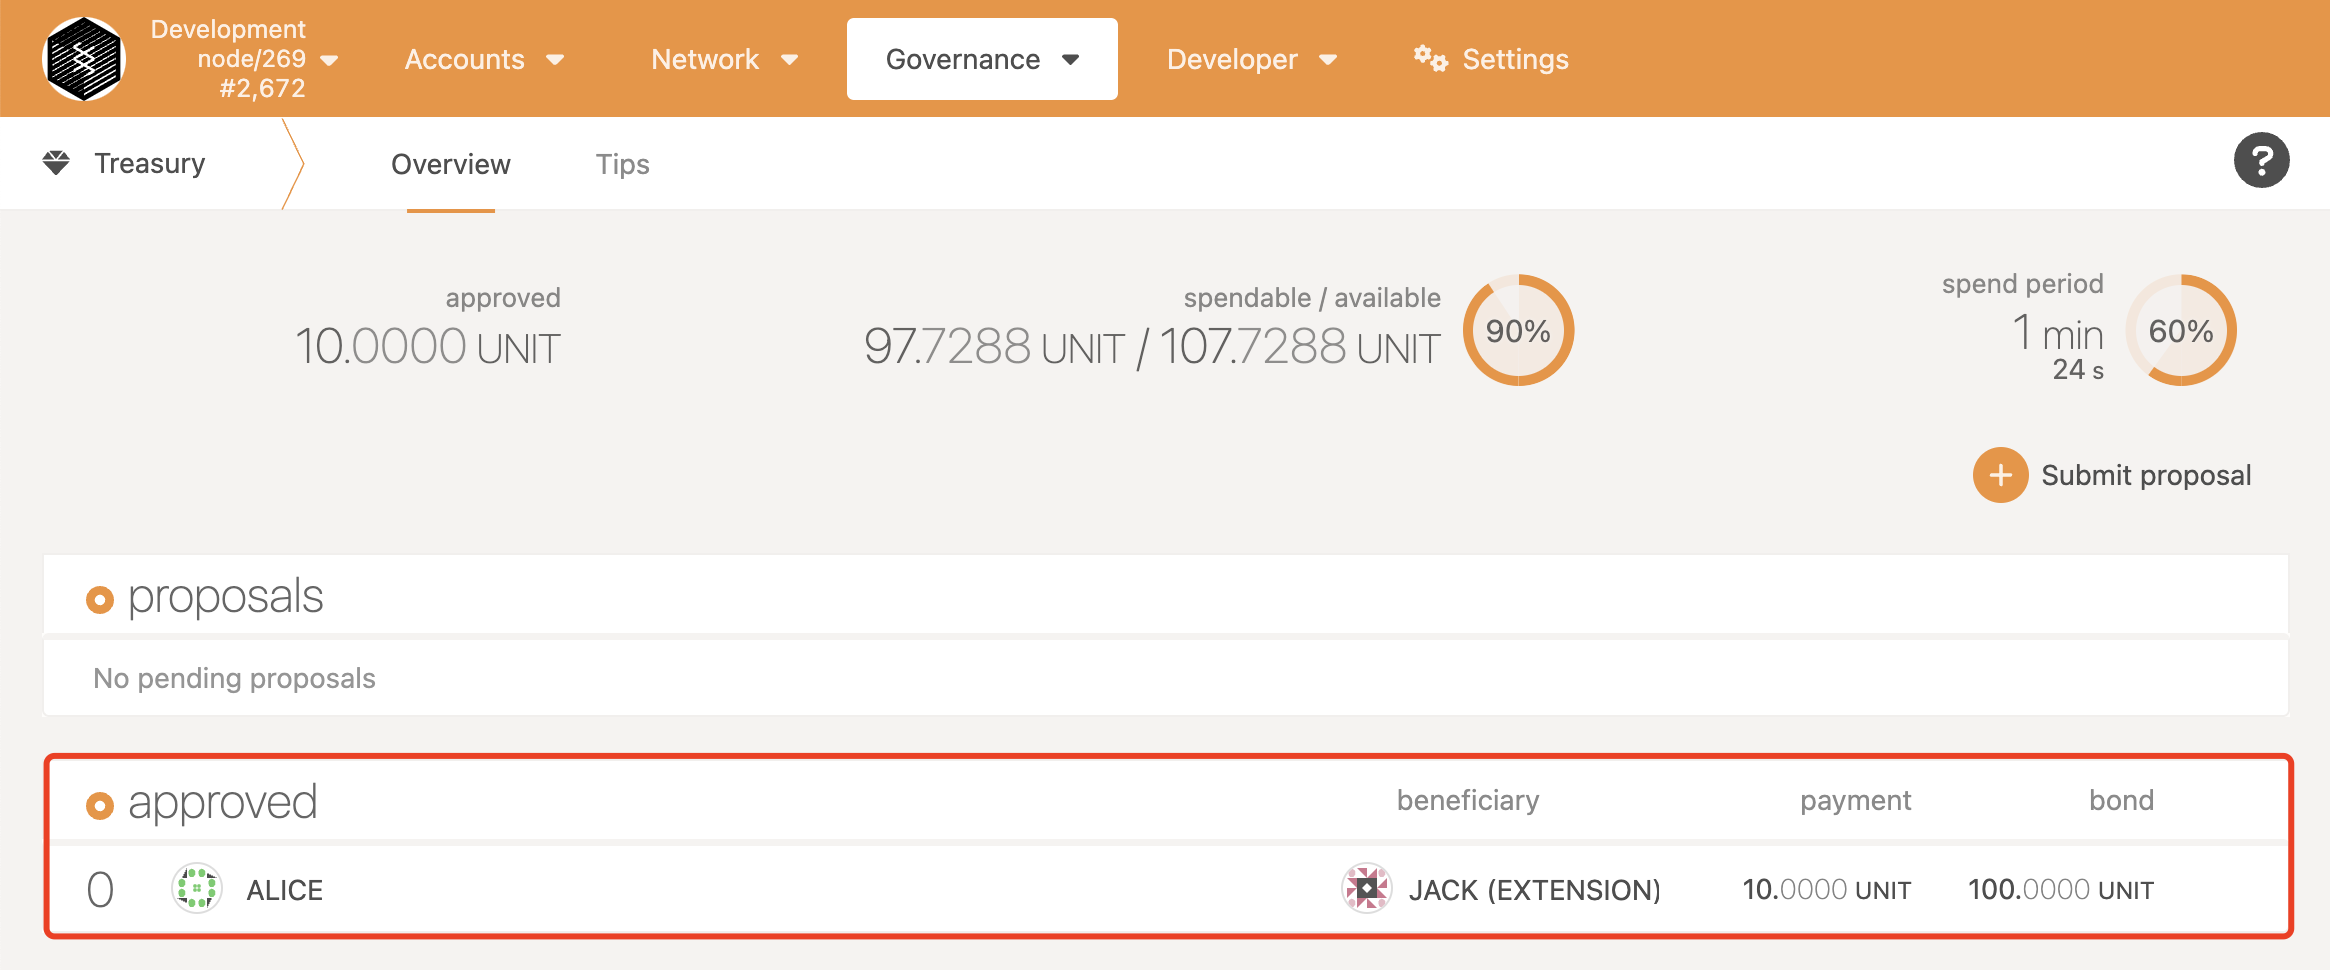 Development
node/269
#2,672
Accounts
Network
Governance
Developer
Settings
Treasury
Overview
Tips
?
approved
10.0000 UNIT
spendable / available
97.7288 UNIT / 107.7288 UNIT
90%
spend period
1 min
24 s
60%
Submit proposal
proposals
No pending proposals
approved beneficiary payment bond
0 ALICE JACK (EXTENSION) 10.0000 UNIT 100.0000 UNIT